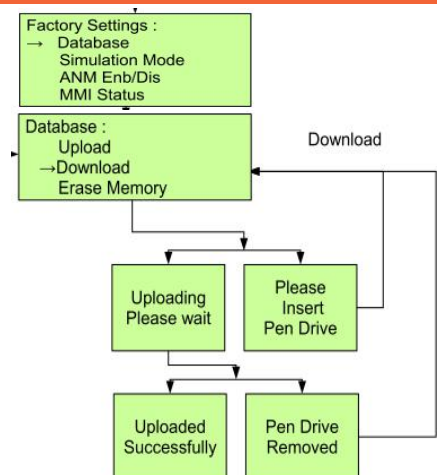 Factory Settings :
→ Database
Simulation Mode
ANM Enb/Dis
MMI Status
Database :
Upload
→Download
Erase Memory
Download
Uploading
Please wait
Please
Insert
Pen Drive
Uploaded
Successfully
Pen Drive
Removed